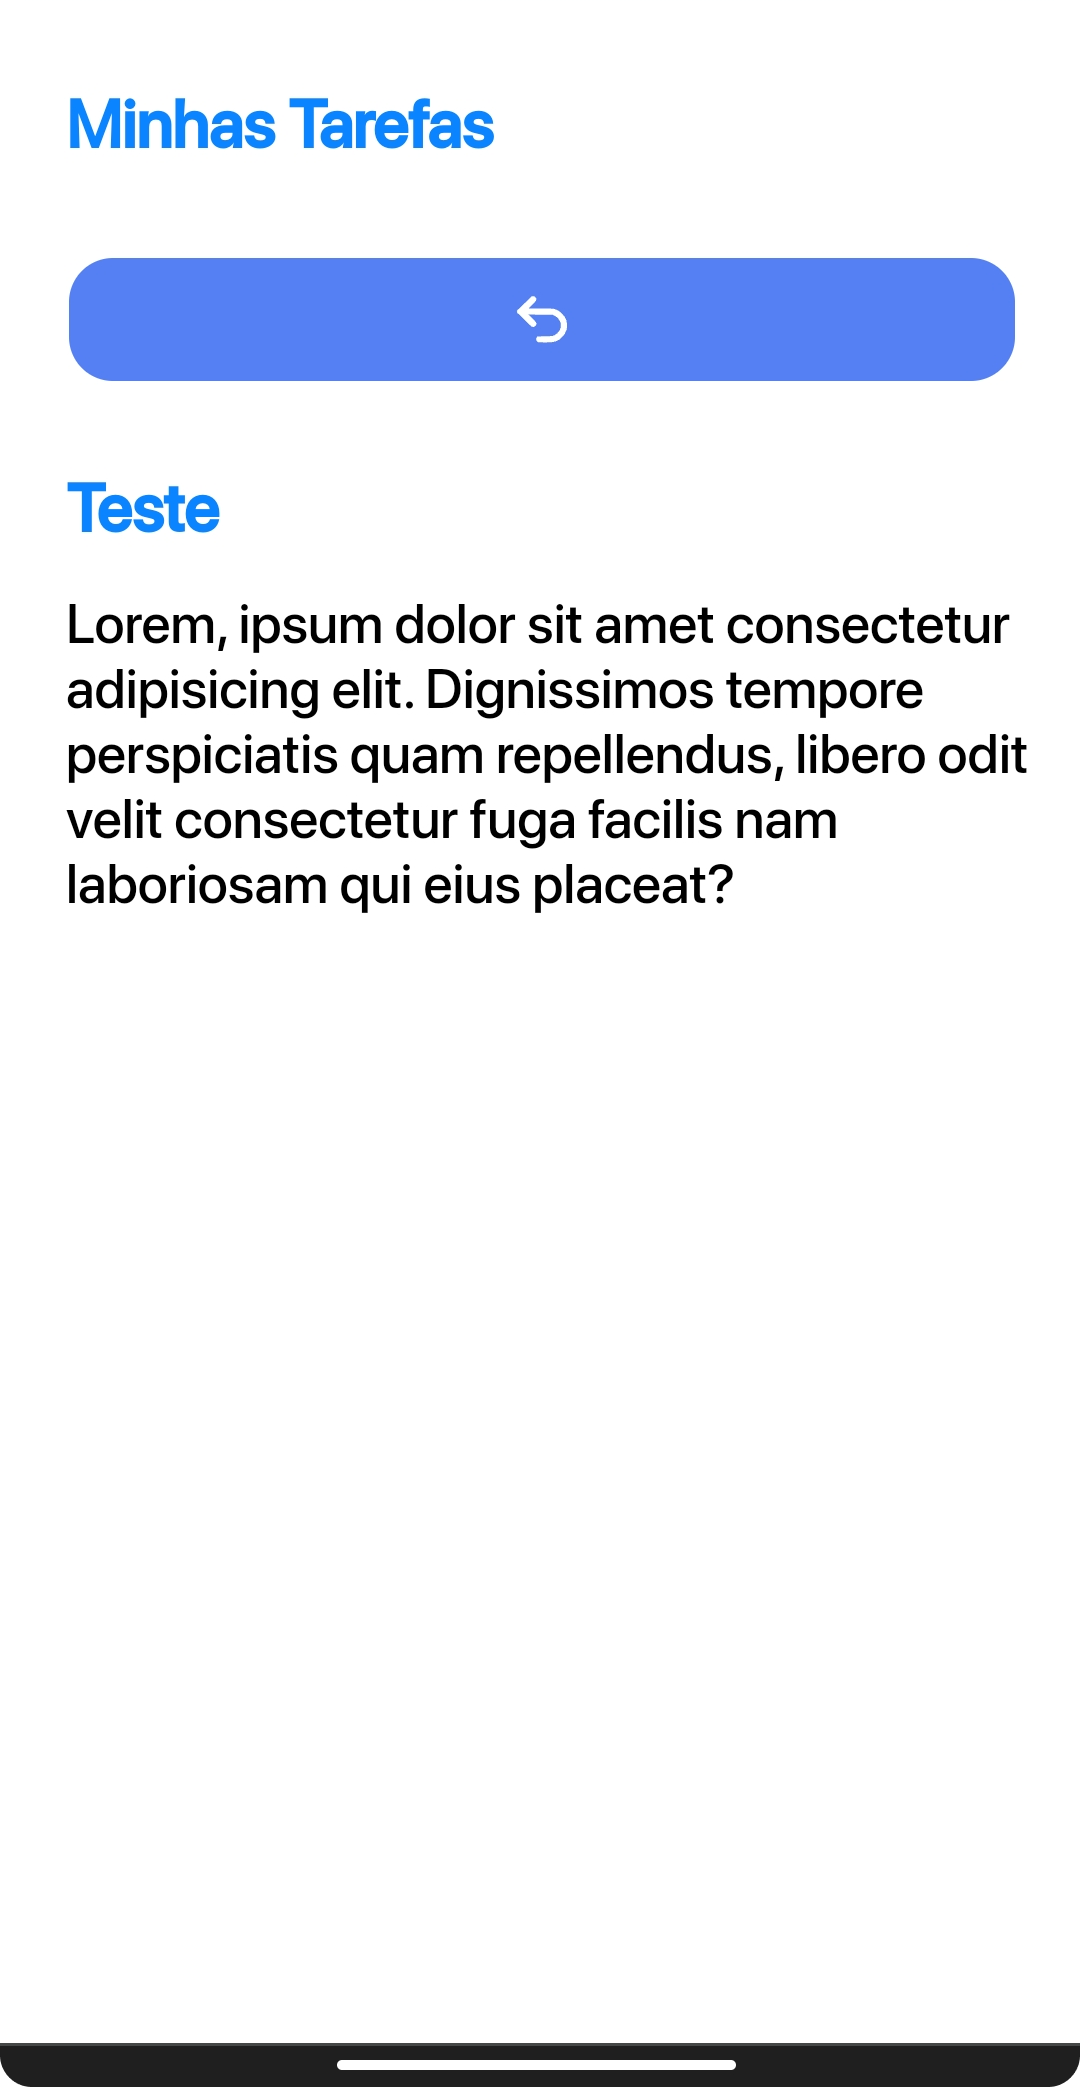 Minhas Tarefas
Teste
Lorem, ipsum dolor sit amet consectetur
adipisicing elit. Dignissimos tempore
perspiciatis quam repellendus, libero odit
velit consectetur fuga facilis nam
laboriosam qui eius placeat?